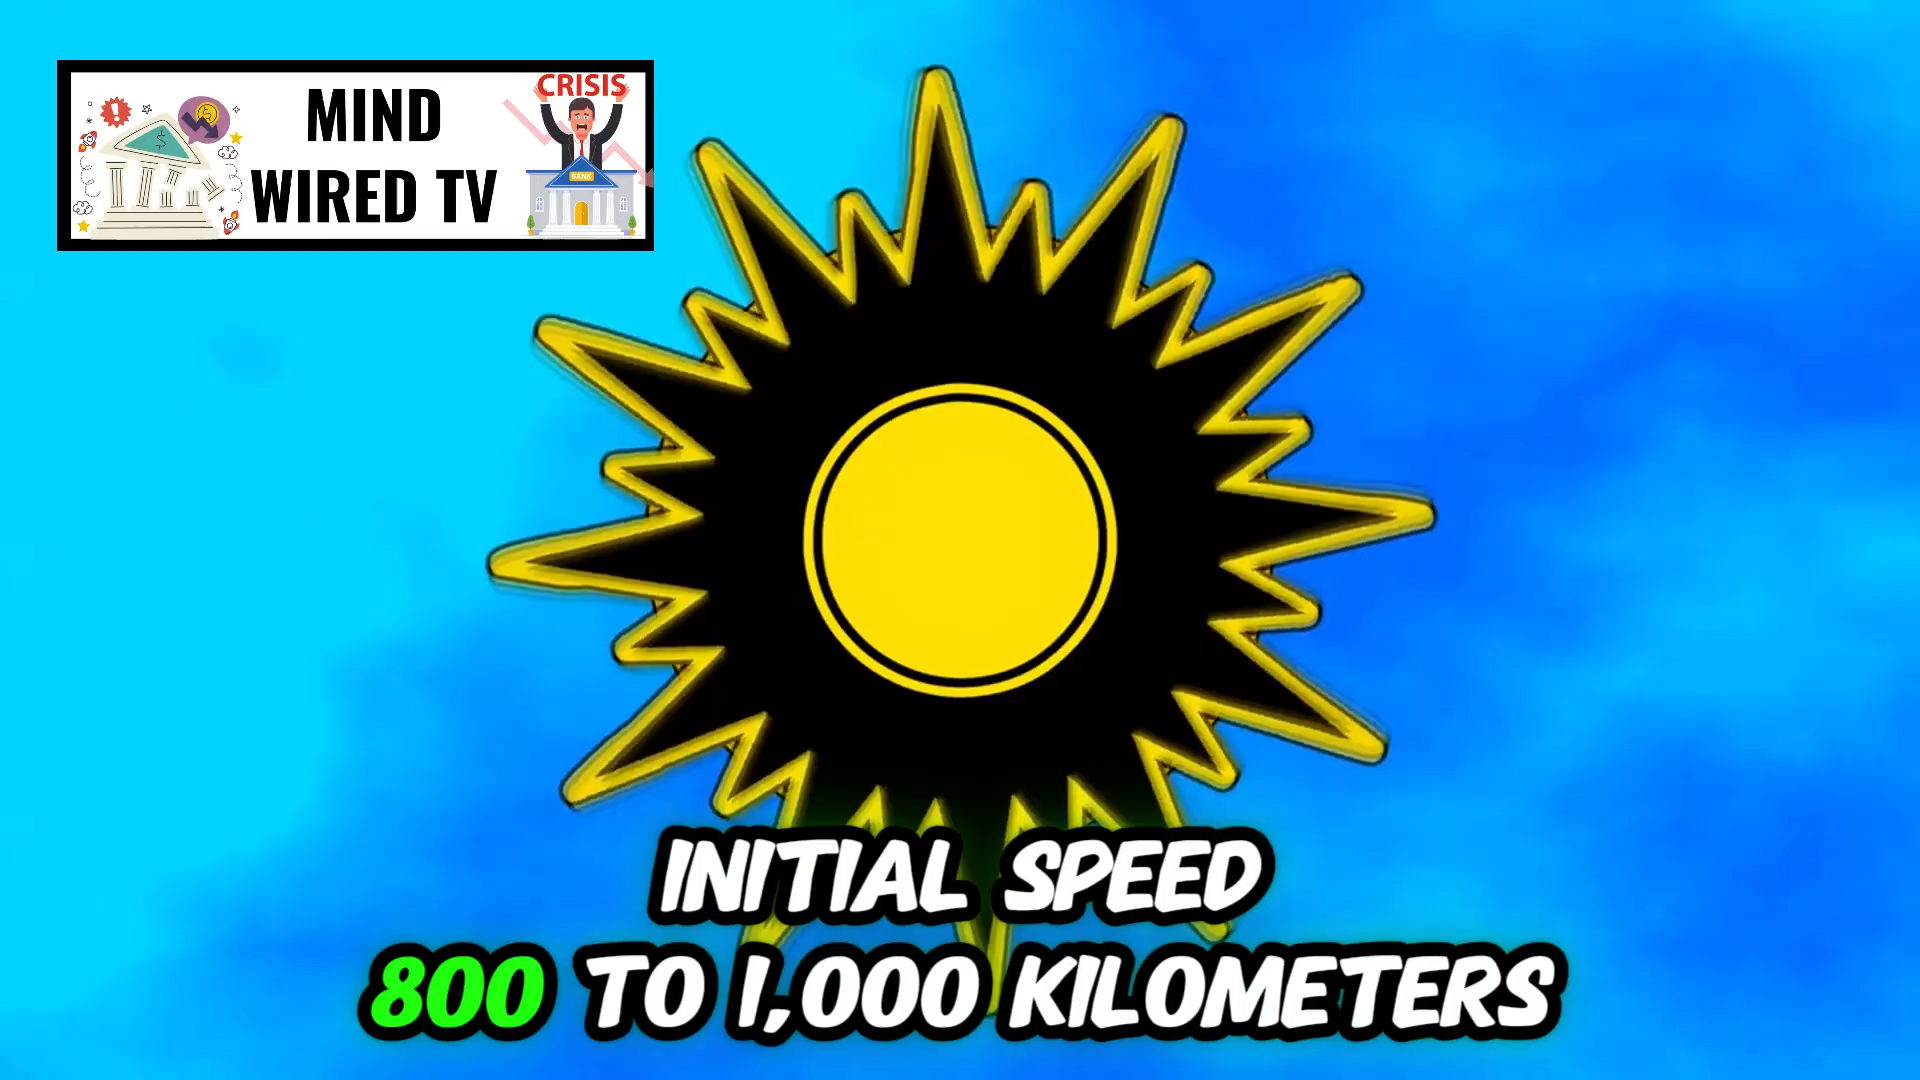 CRISIS
MIND
WIRED TV
BANK
INITIAL SPEED
800 TO 1,000 KILOMETERS